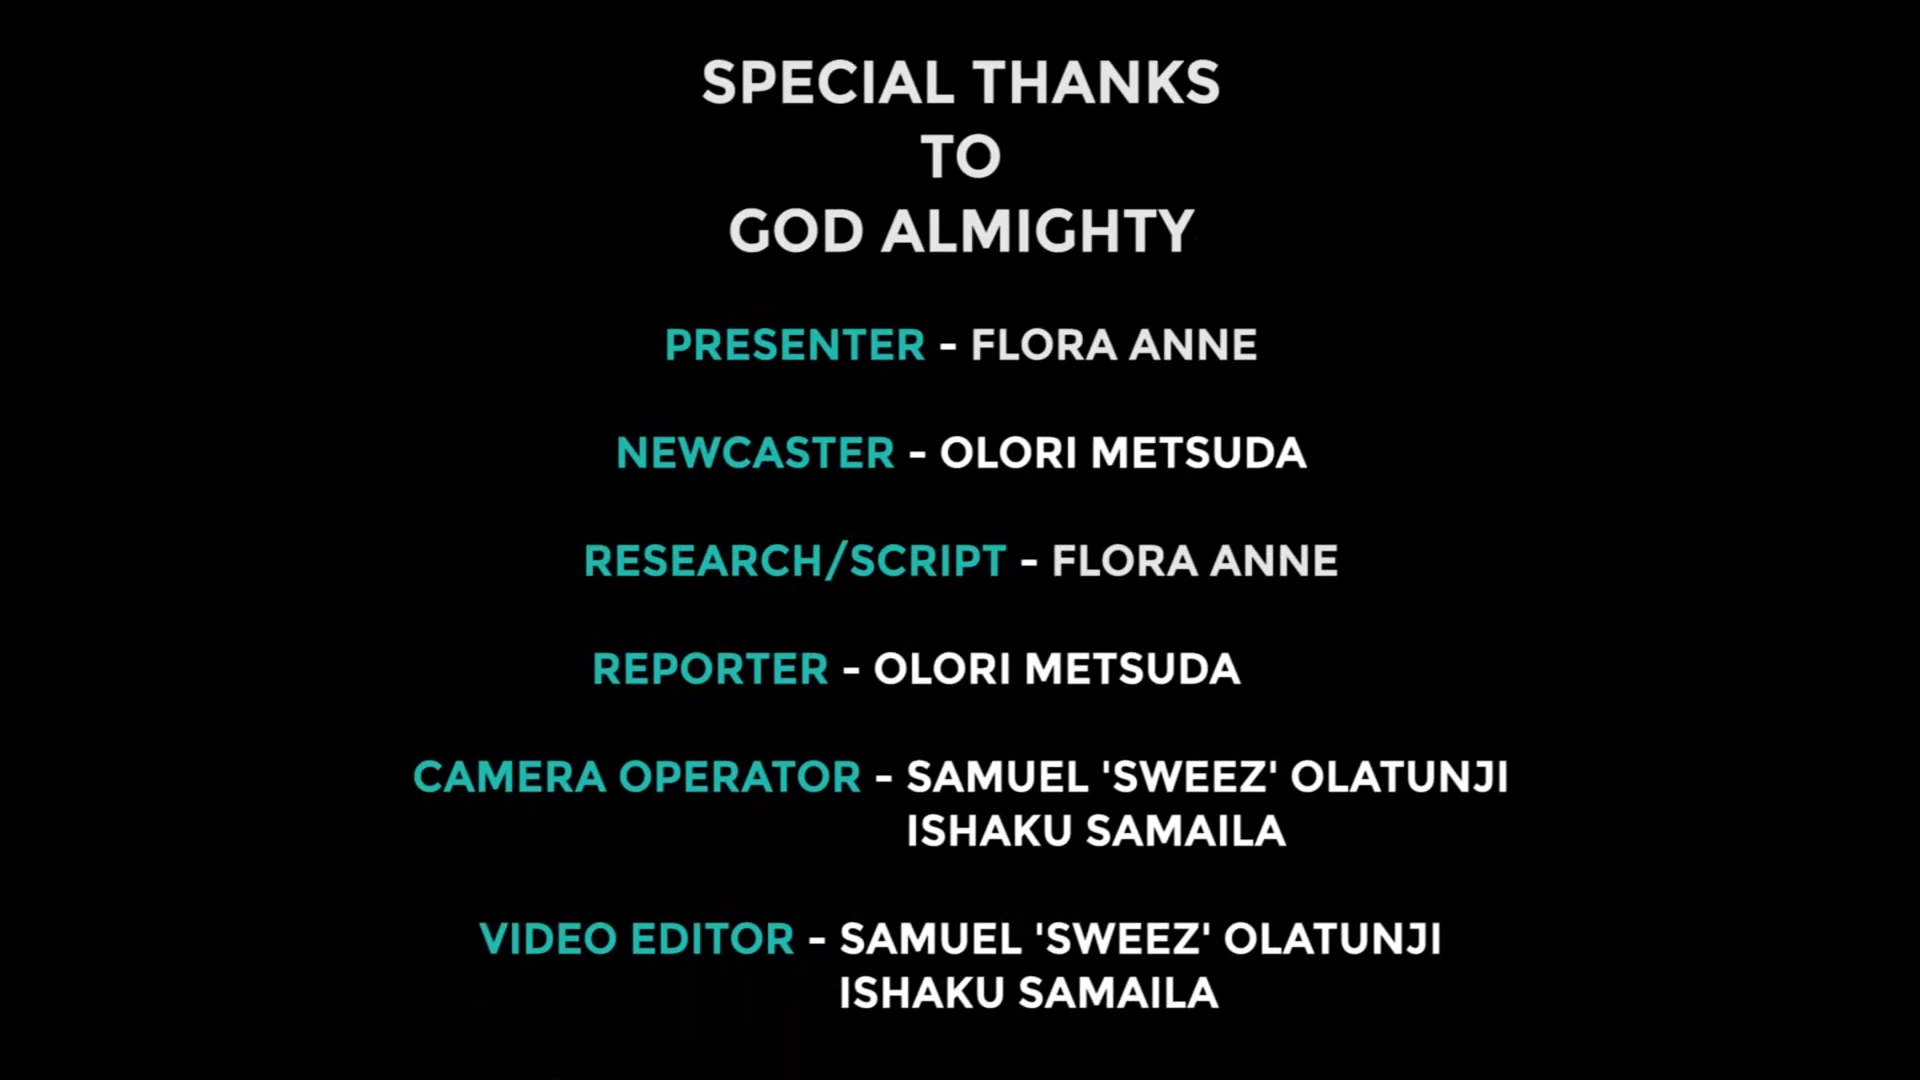 SPECIAL THANKS
TO
GOD ALMIGHTY
PRESENTER - FLORA ANNE
NEWCASTER - OLORI METSUDA
RESEARCH/SCRIPT - FLORA ANNE
REPORTER - OLORI METSUDA
CAMERA OPERATOR - SAMUEL 'SWEEZ' OLATUNJI
ISHAKU SAMAILA
VIDEO EDITOR - SAMUEL 'SWEEZ' OLATUNJI
ISHAKU SAMAILA